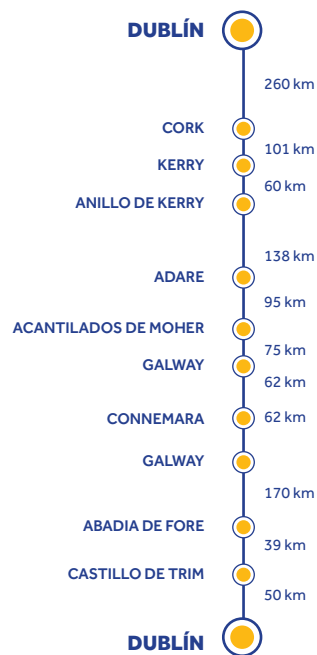 DUBLÍN
260 km
CORK
101 km
KERRY
60 km
ANILLO DE KERRY
138 km
ADARE
95 km
ACANTILADOS DE MOHER
75 km
GALWAY
62 km
CONNEMARA
62 km
GALWAY
170 km
ABADIA DE FORE
39 km
CASTILLO DE TRIM
50 km
DUBLÍN